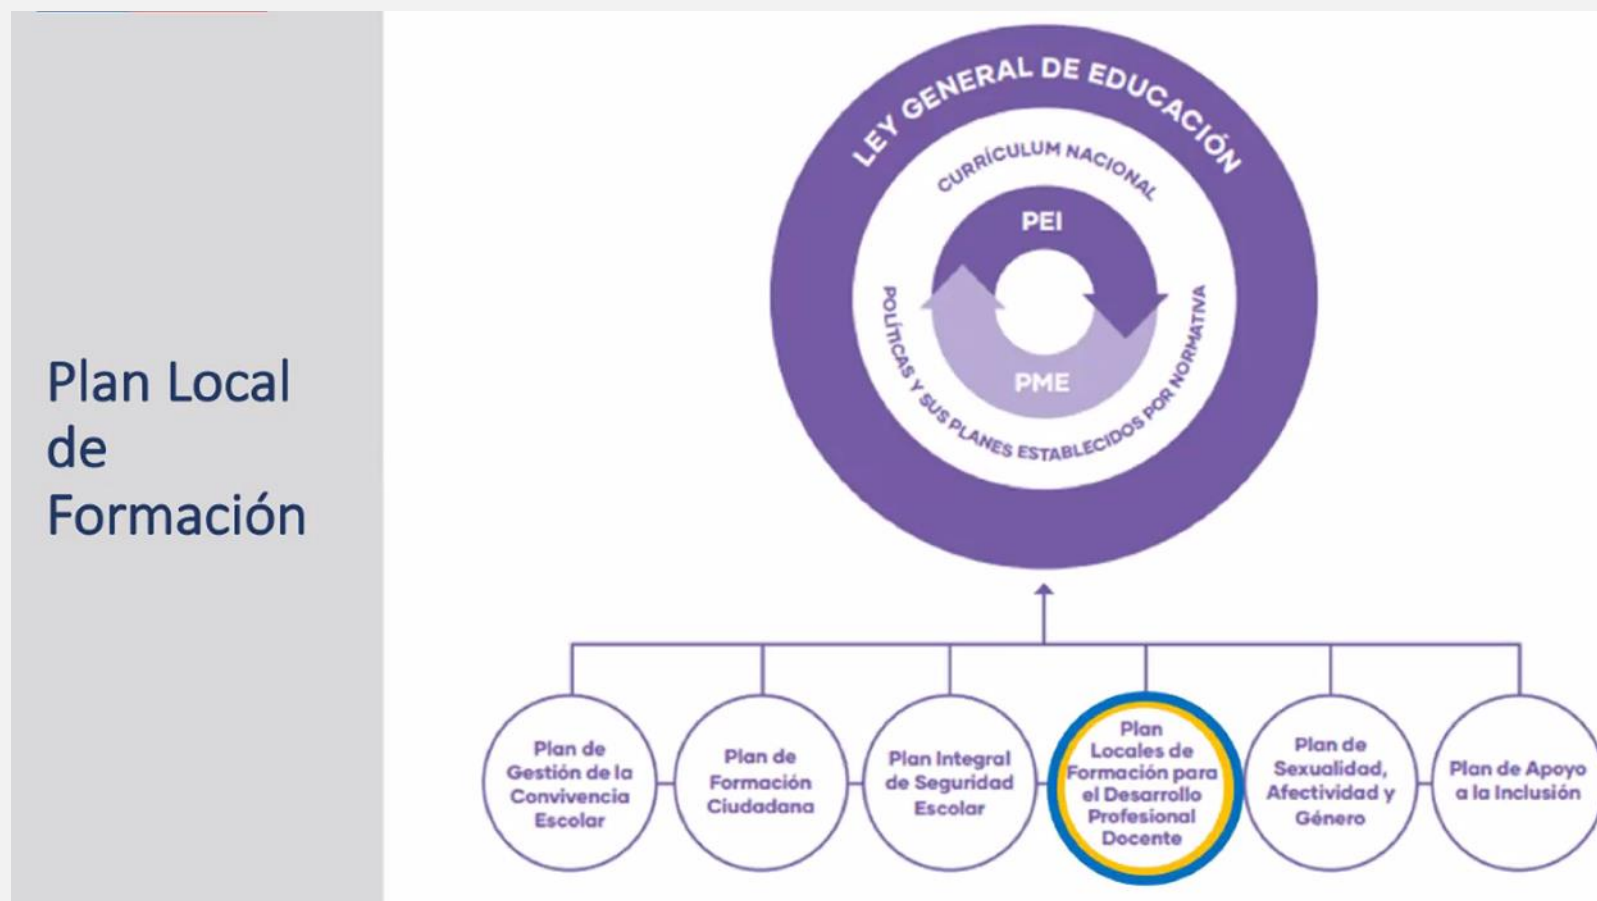 Plan Local
de
Formación
LEY GENERAL DE EDUCACIÓN
CURRÍCULUM NACIONAL
PEI
PME
POLÍTICAS Y SUS PLANES ESTABLECIDOS POR NORMATIVA
Plan de
Gestión de la
Convivencia
Escolar
Plan de
Formación
Ciudadana
Plan Integral
de Seguridad
Escolar
Plan
Locales de
Formación para
el Desarrollo
Profesional
Docente
Plan de
Sexualidad,
Afectividad y
Género
Plan de Apoyo
a la Inclusión